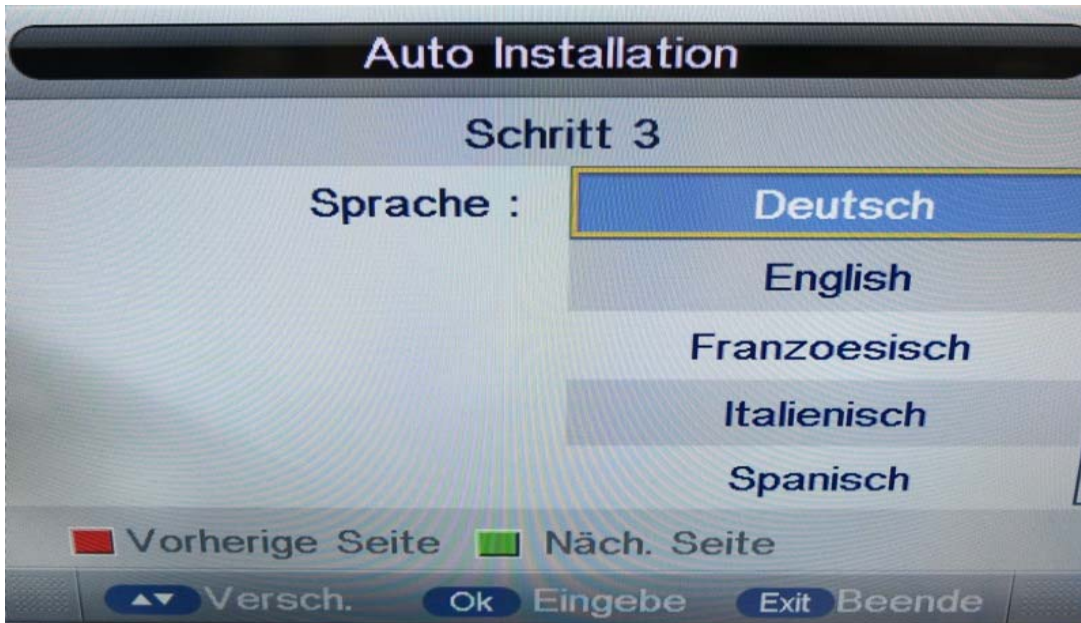 Auto Installation
Schritt 3
Sprache : Deutsch
English
Franzoesisch
Italienisch
Spanisch
Vorherige Seite Näch. Seite
Versch. Ok Eingebe Exit Beende